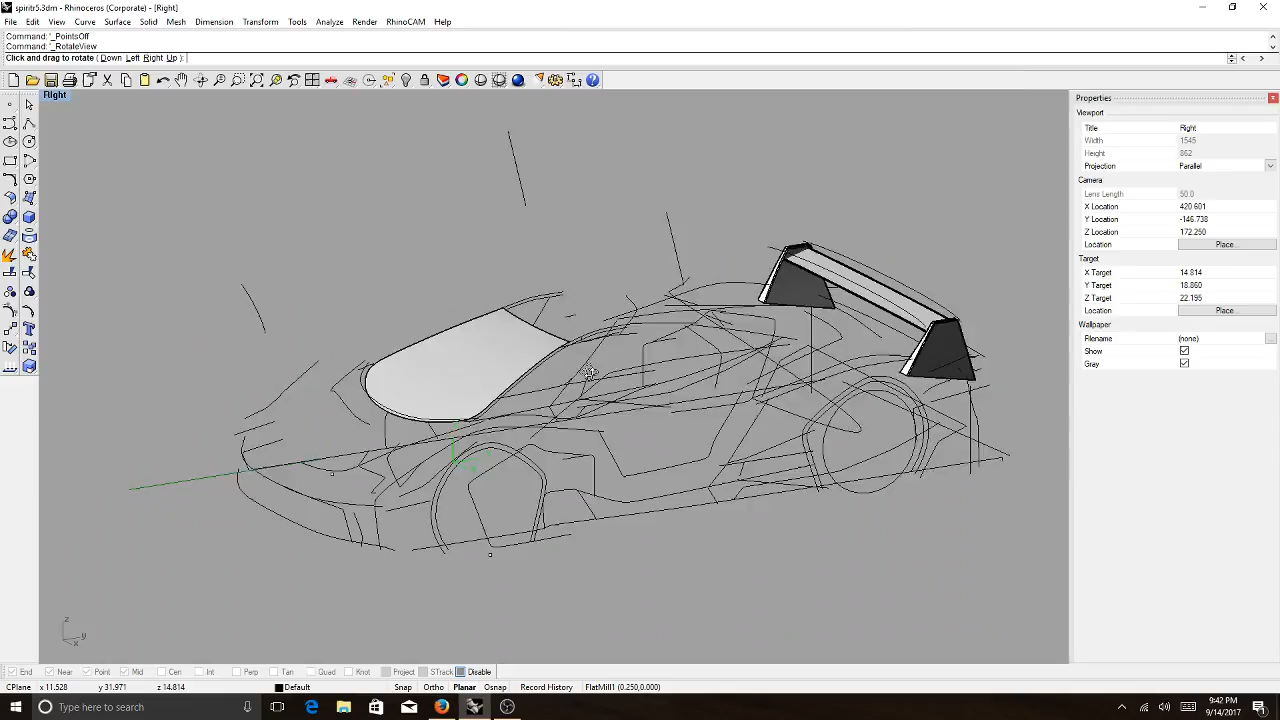 spiritr5.3dm - Rhinoceros (Corporate) - [Right]
File Edit View Curve Surface Solid Mesh Dimension Transform Tools Analyze Render RhinoCAM Help
Command: '_PointsOff
Command: '_RotateView
Click and drag to rotate ( Down Left Right Up ):
Right
Properties
Viewport
Title Right
Width 1545
Height 862
Projection Parallel
Camera
Lens Length 50.0
X Location 420.601
Y Location -146.738
Z Location 172.250
Location Place...
Target
X Target 14.814
Y Target 18.860
Z Target 22.195
Location Place...
Wallpaper
Filename (none)
Show
Gray
z
y
x
End Near Point Mid Cen Int Perp Tan Quad Knot Project STrack Disable
CPlane x 11.528 y 31.971 z 14.814 Default Snap Ortho Planar Osnap Record History FlatMill1 (0.250,0.000)
Type here to search
9:42 PM
9/14/2017